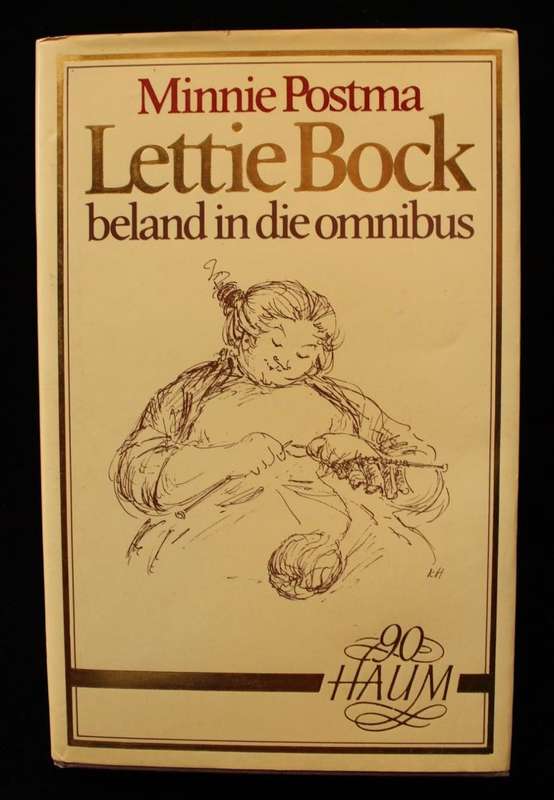 Minnie Postma
Lettie Bock
beland in die omnibus
KH
90
HAUM